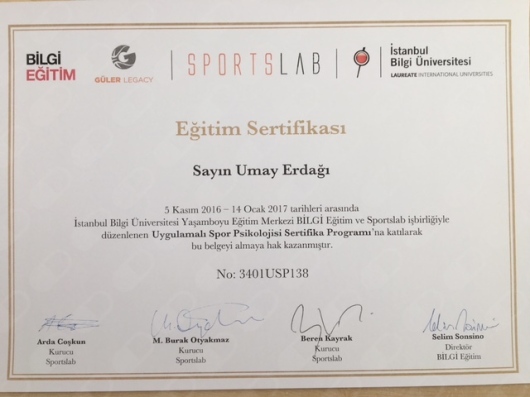 BİLGİ
EĞİTİM
GÜLER LEGACY
SPORTSLAB
İstanbul
Bilgi Üniversitesi
LAUREATE INTERNATIONAL UNIVERSITIES
Eğitim Sertifikası
Sayın Umay Erdağı
5 Kasım 2016 – 14 Ocak 2017 tarihleri arasında
İstanbul Bilgi Üniversitesi Yaşamboyu Eğitim Merkezi BİLGİ Eğitim ve Sportslab işbirliğiyle
düzenlenen Uygulamalı Spor Psikolojisi Sertifika Programı'na katılarak
bu belgeyi almaya hak kazanmıştır.
No: 3401USP138
Arda Coşkun
Kurucu
Sportslab
M. Burak Otyakmaz
Kurucu
Sportslab
Beren Kayrak
Kurucu
Sportslab
Selim Sonsino
Direktör
BİLGİ Eğitim